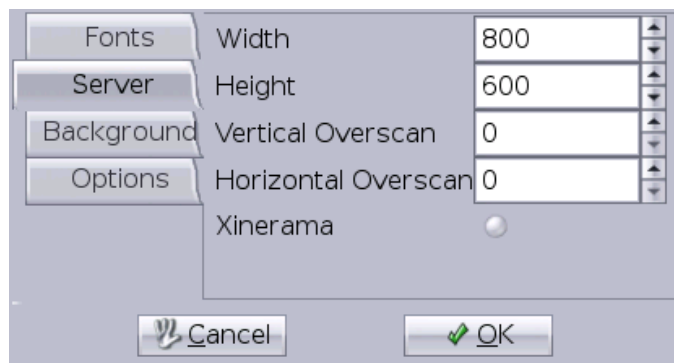 Fonts
Server
Background
Options
Width 800
Height 600
Vertical Overscan 0
Horizontal Overscan 0
Xinerama
Cancel OK